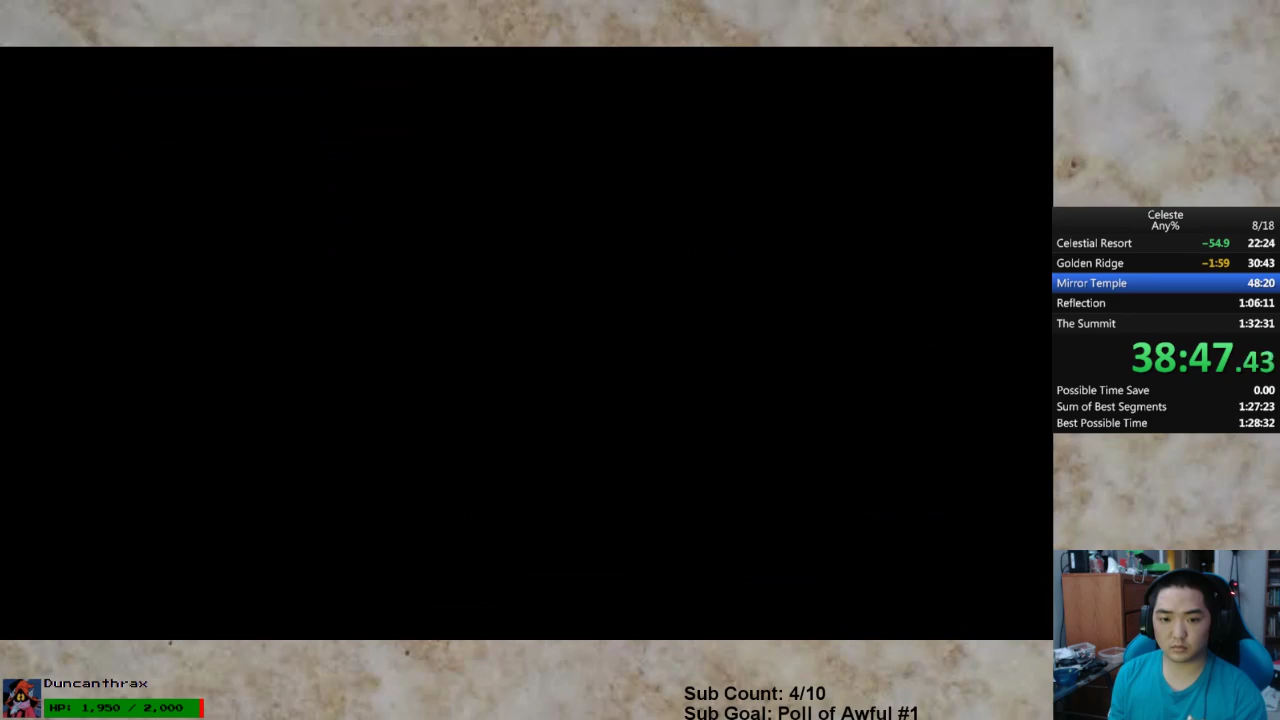 Celeste
Any% 8/18
Celestial Resort -54.9 22:24
Golden Ridge -1:59 30:43
Mirror Temple 48:20
Reflection 1:06:11
The Summit 1:32:31
38:47.43
Possible Time Save 0.00
Sum of Best Segments 1:27:23
Best Possible Time 1:28:32
Duncanthrax
HP: 1,950 / 2,000
Sub Count: 4/10
Sub Goal: Poll of Awful #1